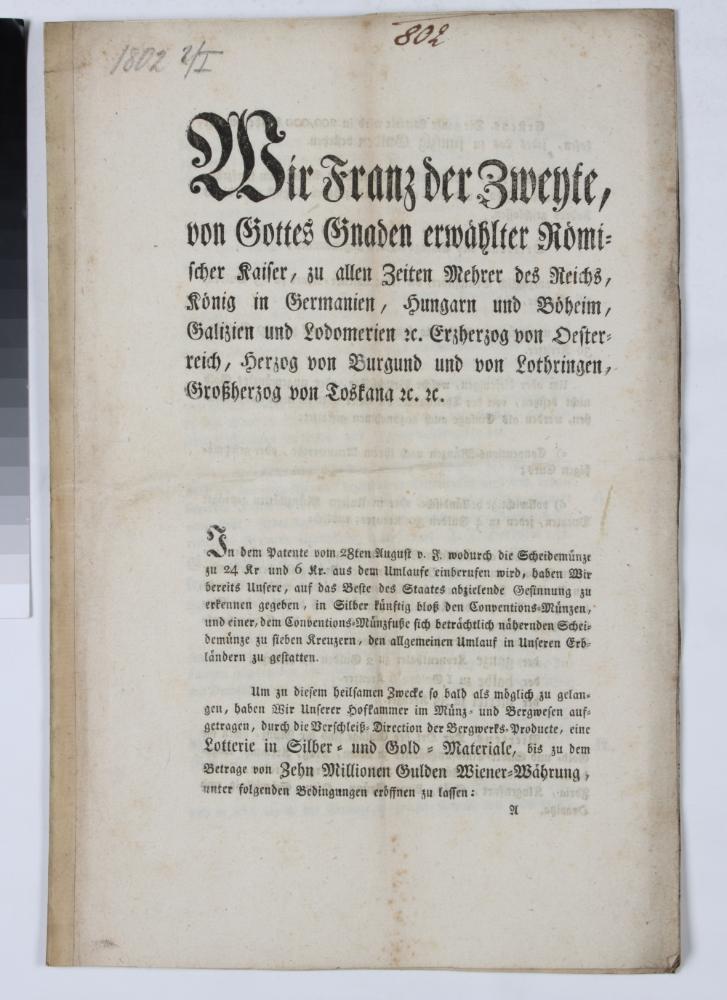 1802 2/I
802
Wir Franz der Zweyte,
von Gottes Gnaden erwählter Römi-
scher Kaiser, zu allen Zeiten Mehrer des Reichs,
König in Germanien, Hungarn und Böheim,
Galizien und Lodomerien ꝛc. Erzherzog von Oester-
reich, Herzog von Burgund und von Lothringen,
Großherzog von Toskana ꝛc. ꝛc.
In dem Patente vom 28ten August v. J. wodurch die Scheidemünze
zu 24 Kr und 6 Kr. aus dem Umlaufe einberufen wird, haben Wir
bereits Unsere, auf das Beste des Staates abzielende Gesinnung zu
erkennen gegeben, in Silber künftig bloß den Conventions-Münzen,
und einer, dem Conventions-Münzfuße sich beträchtlich nähernden Schei-
demünze zu sieben Kreuzern, den allgemeinen Umlauf in Unseren Erb-
ländern zu gestatten.
Um zu diesem heilsamen Zwecke so bald als möglich zu gelan-
gen, haben Wir Unserer Hofkammer im Münz- und Bergwesen auf-
getragen, durch die Verschleiß-Direction der Bergwerks-Producte, eine
Lotterie in Silber- und Gold-Materiale, bis zu dem
Betrage von Zehn Millionen Gulden Wiener-Währung,
unter folgenden Bedingungen eröffnen zu lassen:
A